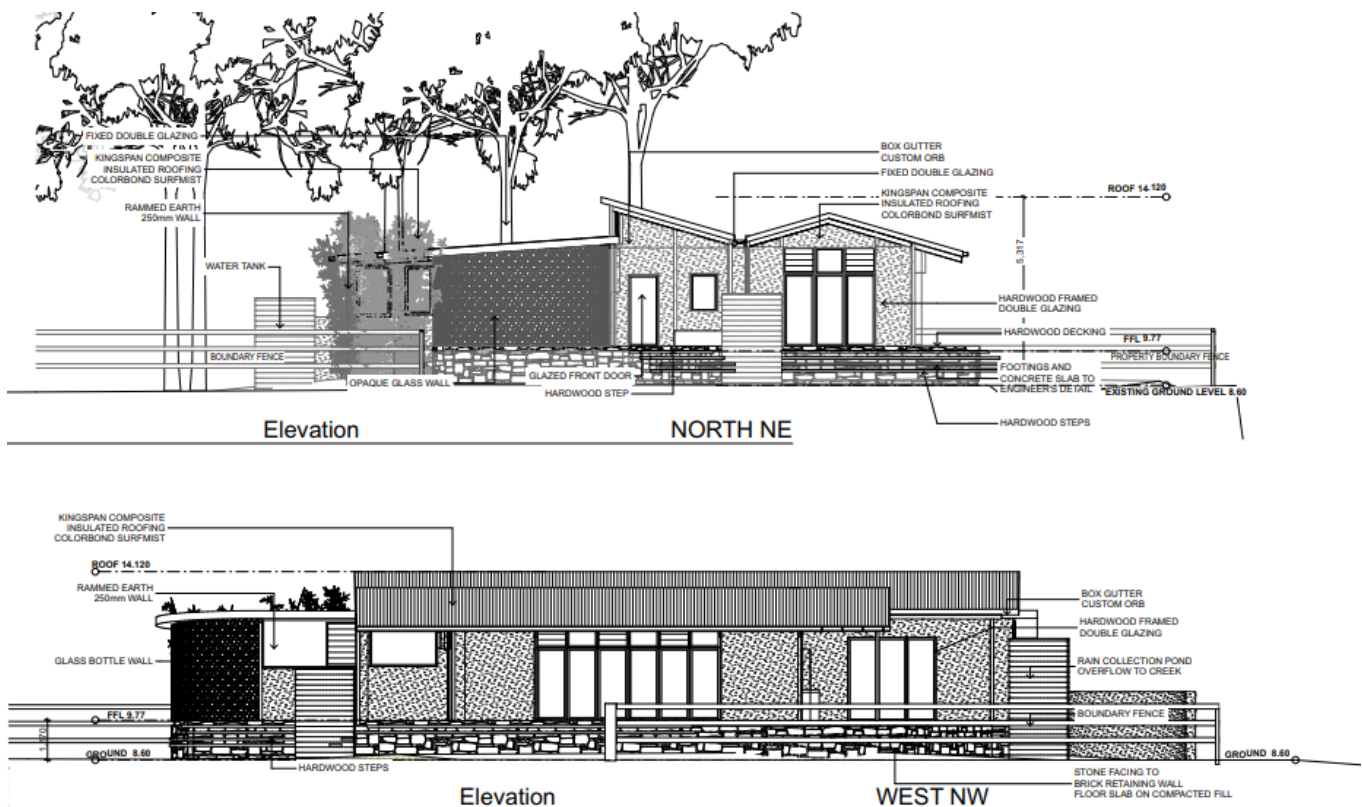 FIXED DOUBLE GLAZING
KINGSPAN COMPOSITE
INSULATED ROOFING
COLORBOND SURFMIST
RAMMED EARTH
250mm WALL
WATER TANK
BOUNDARY FENCE
OPAQUE GLASS WALL
GLAZED FRONT DOOR
HARDWOOD STEP
BOX GUTTER
CUSTOM ORB
FIXED DOUBLE GLAZING
KINGSPAN COMPOSITE
INSULATED ROOFING
COLORBOND SURFMIST
ROOF 14.120
5,317
HARDWOOD FRAMED
DOUBLE GLAZING
HARDWOOD DECKING
FFL 9.77
PROPERTY BOUNDARY FENCE
FOOTINGS AND
CONCRETE SLAB TO
ENGINEER'S DETAIL
EXISTING GROUND LEVEL 8.60
HARDWOOD STEPS
Elevation NORTH NE
KINGSPAN COMPOSITE
INSULATED ROOFING
COLORBOND SURFMIST
ROOF 14.120
RAMMED EARTH
250mm WALL
GLASS BOTTLE WALL
FFL 9.77
GROUND 8.60
HARDWOOD STEPS
BOX GUTTER
CUSTOM ORB
HARDWOOD FRAMED
DOUBLE GLAZING
RAIN COLLECTION POND
OVERFLOW TO CREEK
BOUNDARY FENCE
GROUND 8.60
STONE FACING TO
BRICK RETAINING WALL
FLOOR SLAB ON COMPACTED FILL
Elevation WEST NW